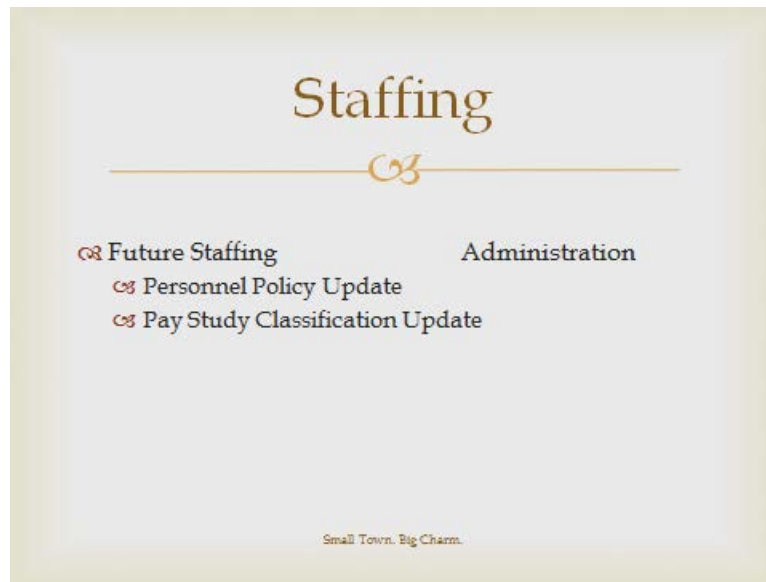 Staffing
Future Staffing Administration
Personnel Policy Update
Pay Study Classification Update
Small Town. Big Charm.